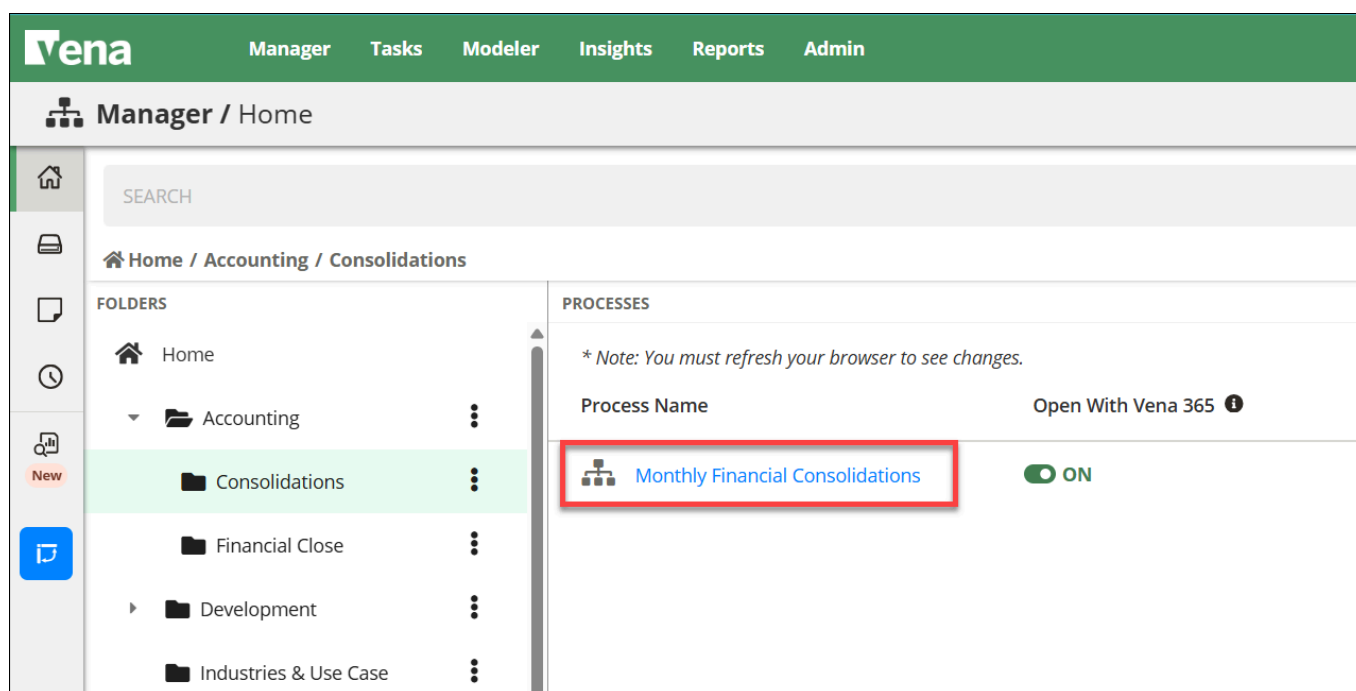 Vena Manager Tasks Modeler Insights Reports Admin
Manager / Home
SEARCH
Home / Accounting / Consolidations
FOLDERS
Home
Accounting
Consolidations
Financial Close
Development
Industries & Use Case
New
PROCESSES
* Note: You must refresh your browser to see changes.
Process Name Open With Vena 365
Monthly Financial Consolidations ON